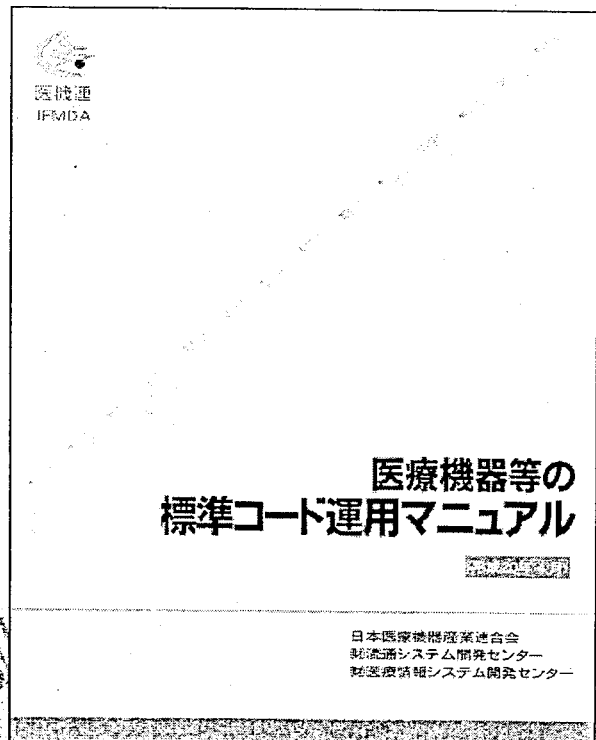 医機連
JFMDA
医療機器等の
標準コード運用マニュアル
日本医療機器産業連合会
㈶流通システム開発センター
㈶医療情報システム開発センター